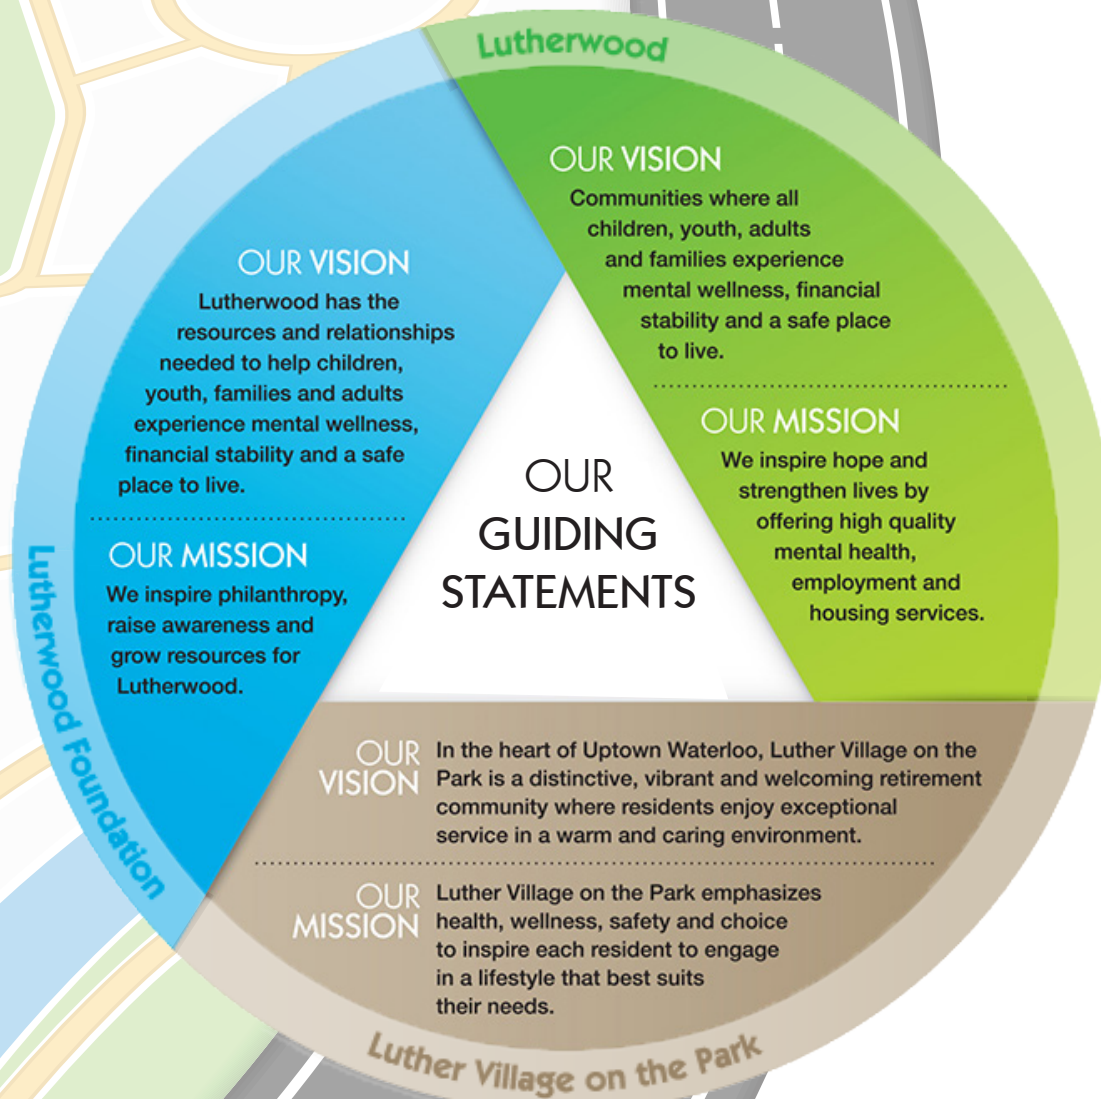 Lutherwood
OUR VISION
Communities where all
children, youth, adults
and families experience
mental wellness, financial
stability and a safe place
to live.
OUR MISSION
We inspire hope and
strengthen lives by
offering high quality
mental health,
employment and
housing services.
OUR VISION
Lutherwood has the
resources and relationships
needed to help children,
youth, families and adults
experience mental wellness,
financial stability and a safe
place to live.
OUR MISSION
We inspire philanthropy,
raise awareness and
grow resources for
Lutherwood.
Lutherwood Foundation
OUR
GUIDING
STATEMENTS
OUR
VISION
In the heart of Uptown Waterloo, Luther Village on the
Park is a distinctive, vibrant and welcoming retirement
community where residents enjoy exceptional
service in a warm and caring environment.
OUR
MISSION
Luther Village on the Park emphasizes
health, wellness, safety and choice
to inspire each resident to engage
in a lifestyle that best suits
their needs.
Luther Village on the Park